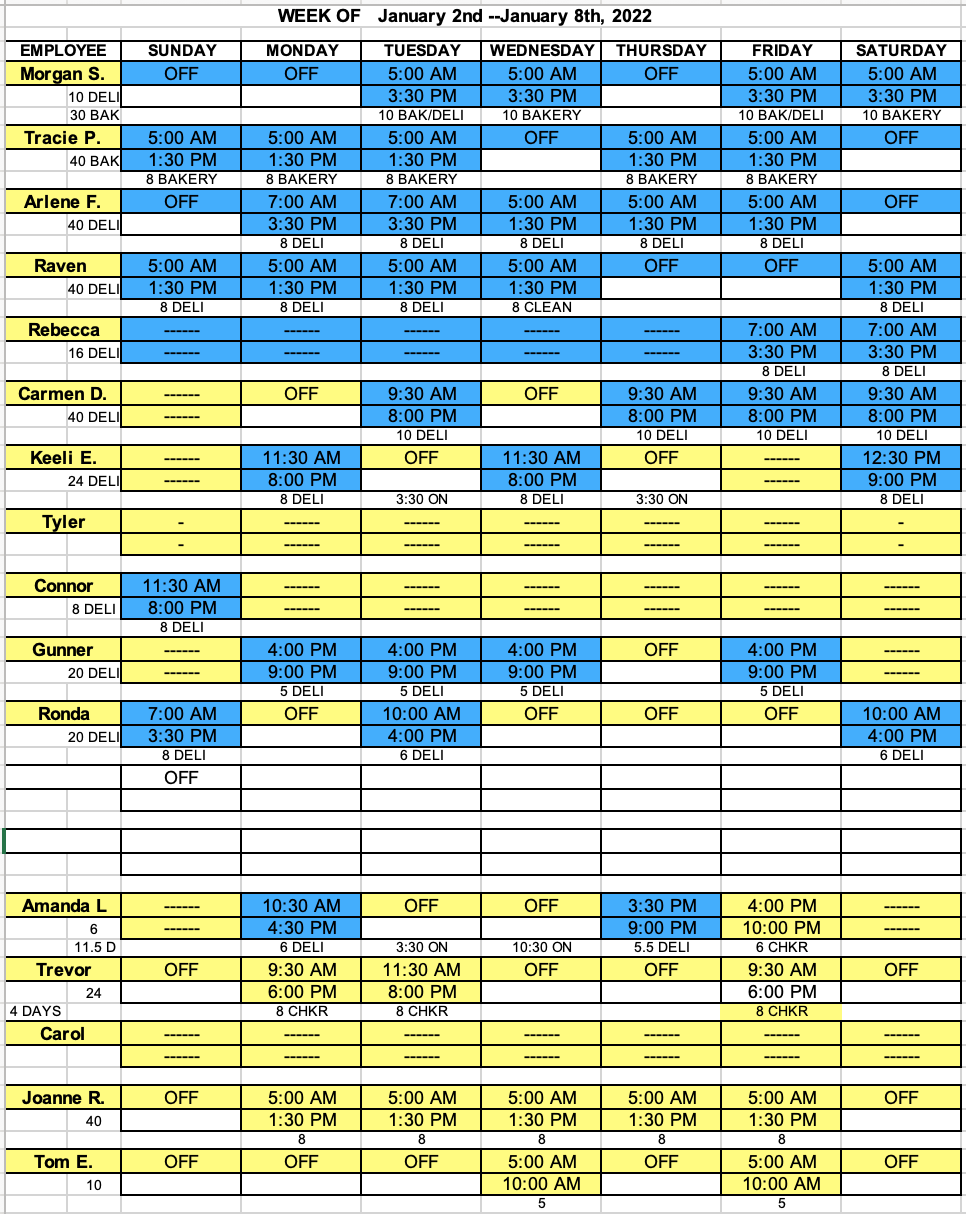 WEEK OF January 2nd --January 8th, 2022
EMPLOYEE SUNDAY MONDAY TUESDAY WEDNESDAY THURSDAY FRIDAY SATURDAY
Morgan S. OFF OFF 5:00 AM 5:00 AM OFF 5:00 AM 5:00 AM
10 DELI 3:30 PM 3:30 PM 3:30 PM 3:30 PM
30 BAK 10 BAK/DELI 10 BAKERY 10 BAK/DELI 10 BAKERY
Tracie P. 5:00 AM 5:00 AM 5:00 AM OFF 5:00 AM 5:00 AM OFF
40 BAK 1:30 PM 1:30 PM 1:30 PM 1:30 PM 1:30 PM
8 BAKERY 8 BAKERY 8 BAKERY 8 BAKERY 8 BAKERY
Arlene F. OFF 7:00 AM 7:00 AM 5:00 AM 5:00 AM 5:00 AM OFF
40 DELI 3:30 PM 3:30 PM 1:30 PM 1:30 PM 1:30 PM
8 DELI 8 DELI 8 DELI 8 DELI 8 DELI
Raven 5:00 AM 5:00 AM 5:00 AM 5:00 AM OFF OFF 5:00 AM
40 DELI 1:30 PM 1:30 PM 1:30 PM 1:30 PM 1:30 PM
8 DELI 8 DELI 8 DELI 8 CLEAN 8 DELI
Rebecca ------ ------ ------ ------ ------ 7:00 AM 7:00 AM
16 DELI ------ ------ ------ ------ ------ 3:30 PM 3:30 PM
8 DELI 8 DELI
Carmen D. ------ OFF 9:30 AM OFF 9:30 AM 9:30 AM 9:30 AM
40 DELI ------ 8:00 PM 8:00 PM 8:00 PM 8:00 PM
10 DELI 10 DELI 10 DELI 10 DELI
Keeli E. ------ 11:30 AM OFF 11:30 AM OFF ------ 12:30 PM
24 DELI ------ 8:00 PM 8:00 PM ------ 9:00 PM
8 DELI 3:30 ON 8 DELI 3:30 ON 8 DELI
Tyler - ------ ------ ------ ------ ------ -
- ------ ------ ------ ------ ------ -
Connor 11:30 AM ------ ------ ------ ------ ------ ------
8 DELI 8:00 PM ------ ------ ------ ------ ------ ------
8 DELI
Gunner ------ 4:00 PM 4:00 PM 4:00 PM OFF 4:00 PM ------
20 DELI ------ 9:00 PM 9:00 PM 9:00 PM 9:00 PM ------
5 DELI 5 DELI 5 DELI 5 DELI
Ronda 7:00 AM OFF 10:00 AM OFF OFF OFF 10:00 AM
20 DELI 3:30 PM 4:00 PM 4:00 PM
8 DELI 6 DELI 6 DELI
OFF
Amanda L ------ 10:30 AM OFF OFF 3:30 PM 4:00 PM ------
6 ------ 4:30 PM 9:00 PM 10:00 PM ------
11.5 D 6 DELI 3:30 ON 10:30 ON 5.5 DELI 6 CHKR
Trevor OFF 9:30 AM 11:30 AM OFF OFF 9:30 AM OFF
24 6:00 PM 8:00 PM 6:00 PM
4 DAYS 8 CHKR 8 CHKR 8 CHKR
Carol ------ ------ ------ ------ ------ ------ ------
------ ------ ------ ------ ------ ------ ------
Joanne R. OFF 5:00 AM 5:00 AM 5:00 AM 5:00 AM 5:00 AM OFF
40 1:30 PM 1:30 PM 1:30 PM 1:30 PM 1:30 PM
8 8 8 8 8
Tom E. OFF OFF OFF 5:00 AM OFF 5:00 AM OFF
10 10:00 AM 10:00 AM
5 5